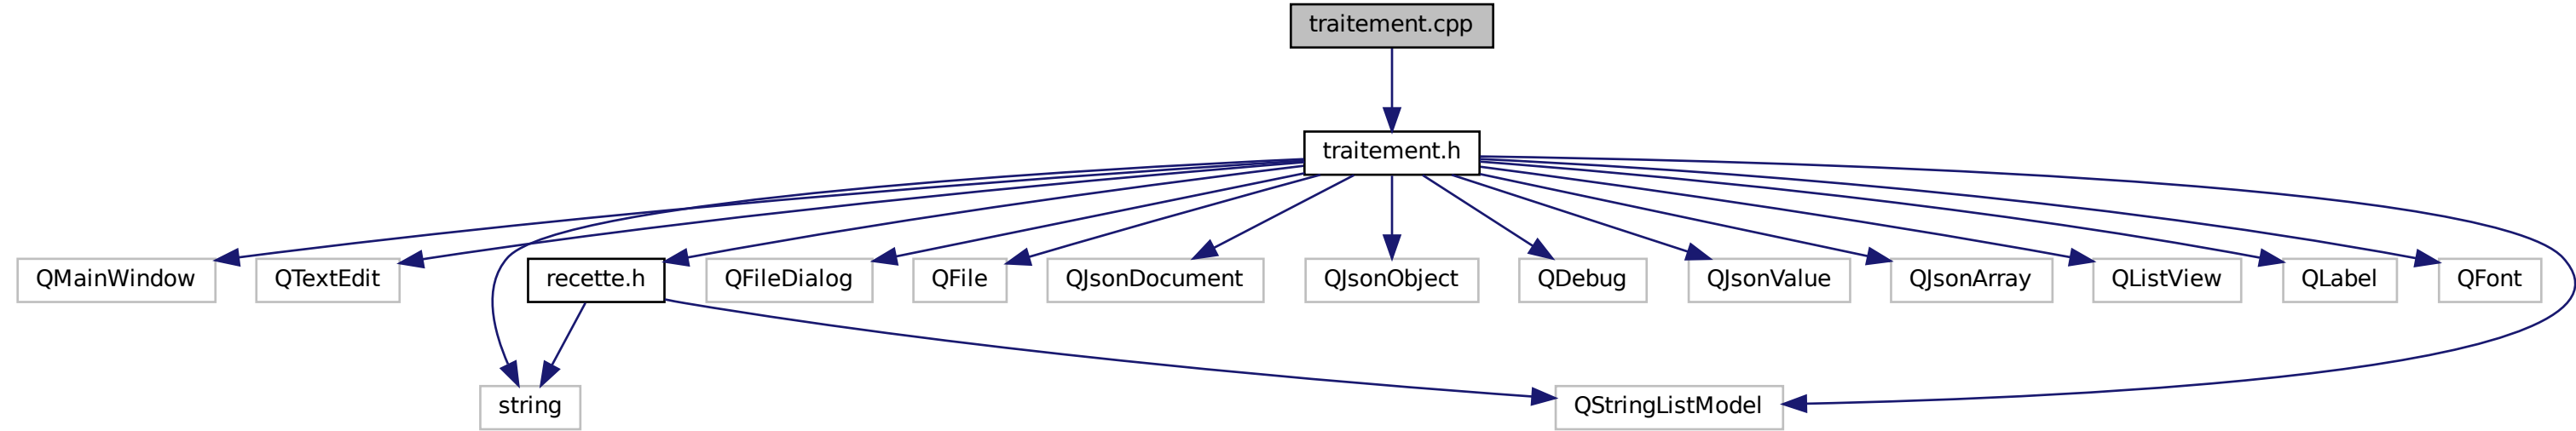 traitement.cpp
traitement.h
QMainWindow
QTextEdit
recette.h
QFileDialog
QFile
QJsonDocument
QJsonObject
QDebug
QJsonValue
QJsonArray
QListView
QLabel
QFont
string
QStringListModel